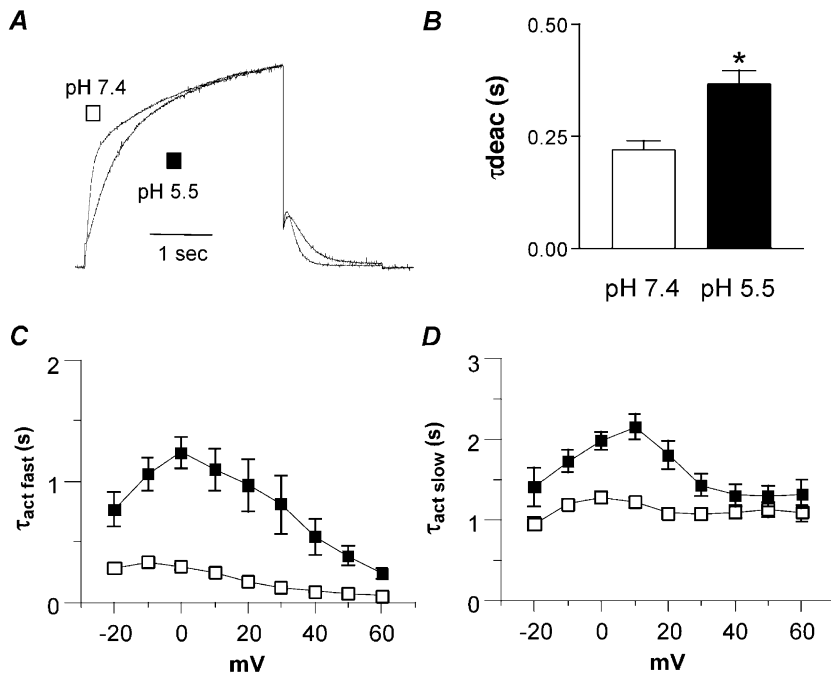 A
pH 7.4
pH 5.5
1 sec
B
τdeac (s)
0.50
0.25
0.00
*
pH 7.4
pH 5.5
C
τact fast (s)
2
1
0
-20
0
20
40
60
mV
D
τact slow (s)
3
2
1
0
-20
0
20
40
60
mV